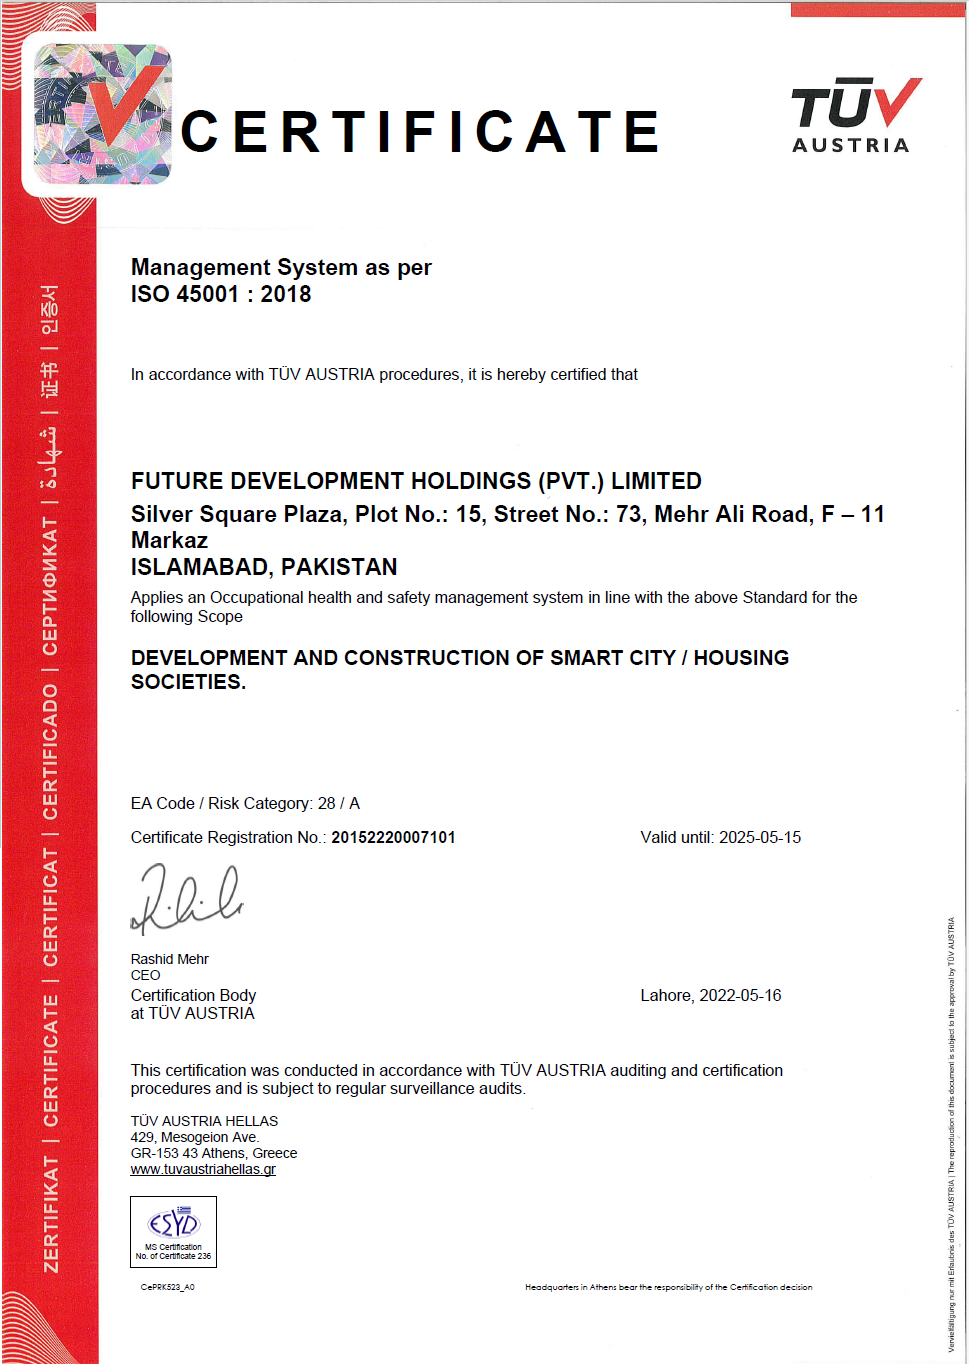 CERTIFICATE
TÜV
AUSTRIA
Management System as per
ISO 45001 : 2018
In accordance with TÜV AUSTRIA procedures, it is hereby certified that
FUTURE DEVELOPMENT HOLDINGS (PVT.) LIMITED
Silver Square Plaza, Plot No.: 15, Street No.: 73, Mehr Ali Road, F – 11
Markaz
ISLAMABAD, PAKISTAN
Applies an Occupational health and safety management system in line with the above Standard for the
following Scope
DEVELOPMENT AND CONSTRUCTION OF SMART CITY / HOUSING
SOCIETIES.
EA Code / Risk Category: 28 / A
Certificate Registration No.: 20152220007101
Valid until: 2025-05-15
Rashid Mehr
CEO
Certification Body
at TÜV AUSTRIA
Lahore, 2022-05-16
This certification was conducted in accordance with TÜV AUSTRIA auditing and certification
procedures and is subject to regular surveillance audits.
TÜV AUSTRIA HELLAS
429, Mesogeion Ave.
GR-153 43 Athens, Greece
www.tuvaustriahellas.gr
ESYD
MS Certification
No. of Certificate 236
CePRK523_A0
Headquarters in Athens bear the responsibility of the Certification decision
ZERTIFIKAT | CERTIFICATE | CERTIFICAT | CERTIFICADO | СЕРТИФИКАТ | شهادة | 证书 | 인증서
Vervielfältigung nur mit Erlaubnis des TÜV AUSTRIA | The reproduction of this document is subject to the approval by TÜV AUSTRIA